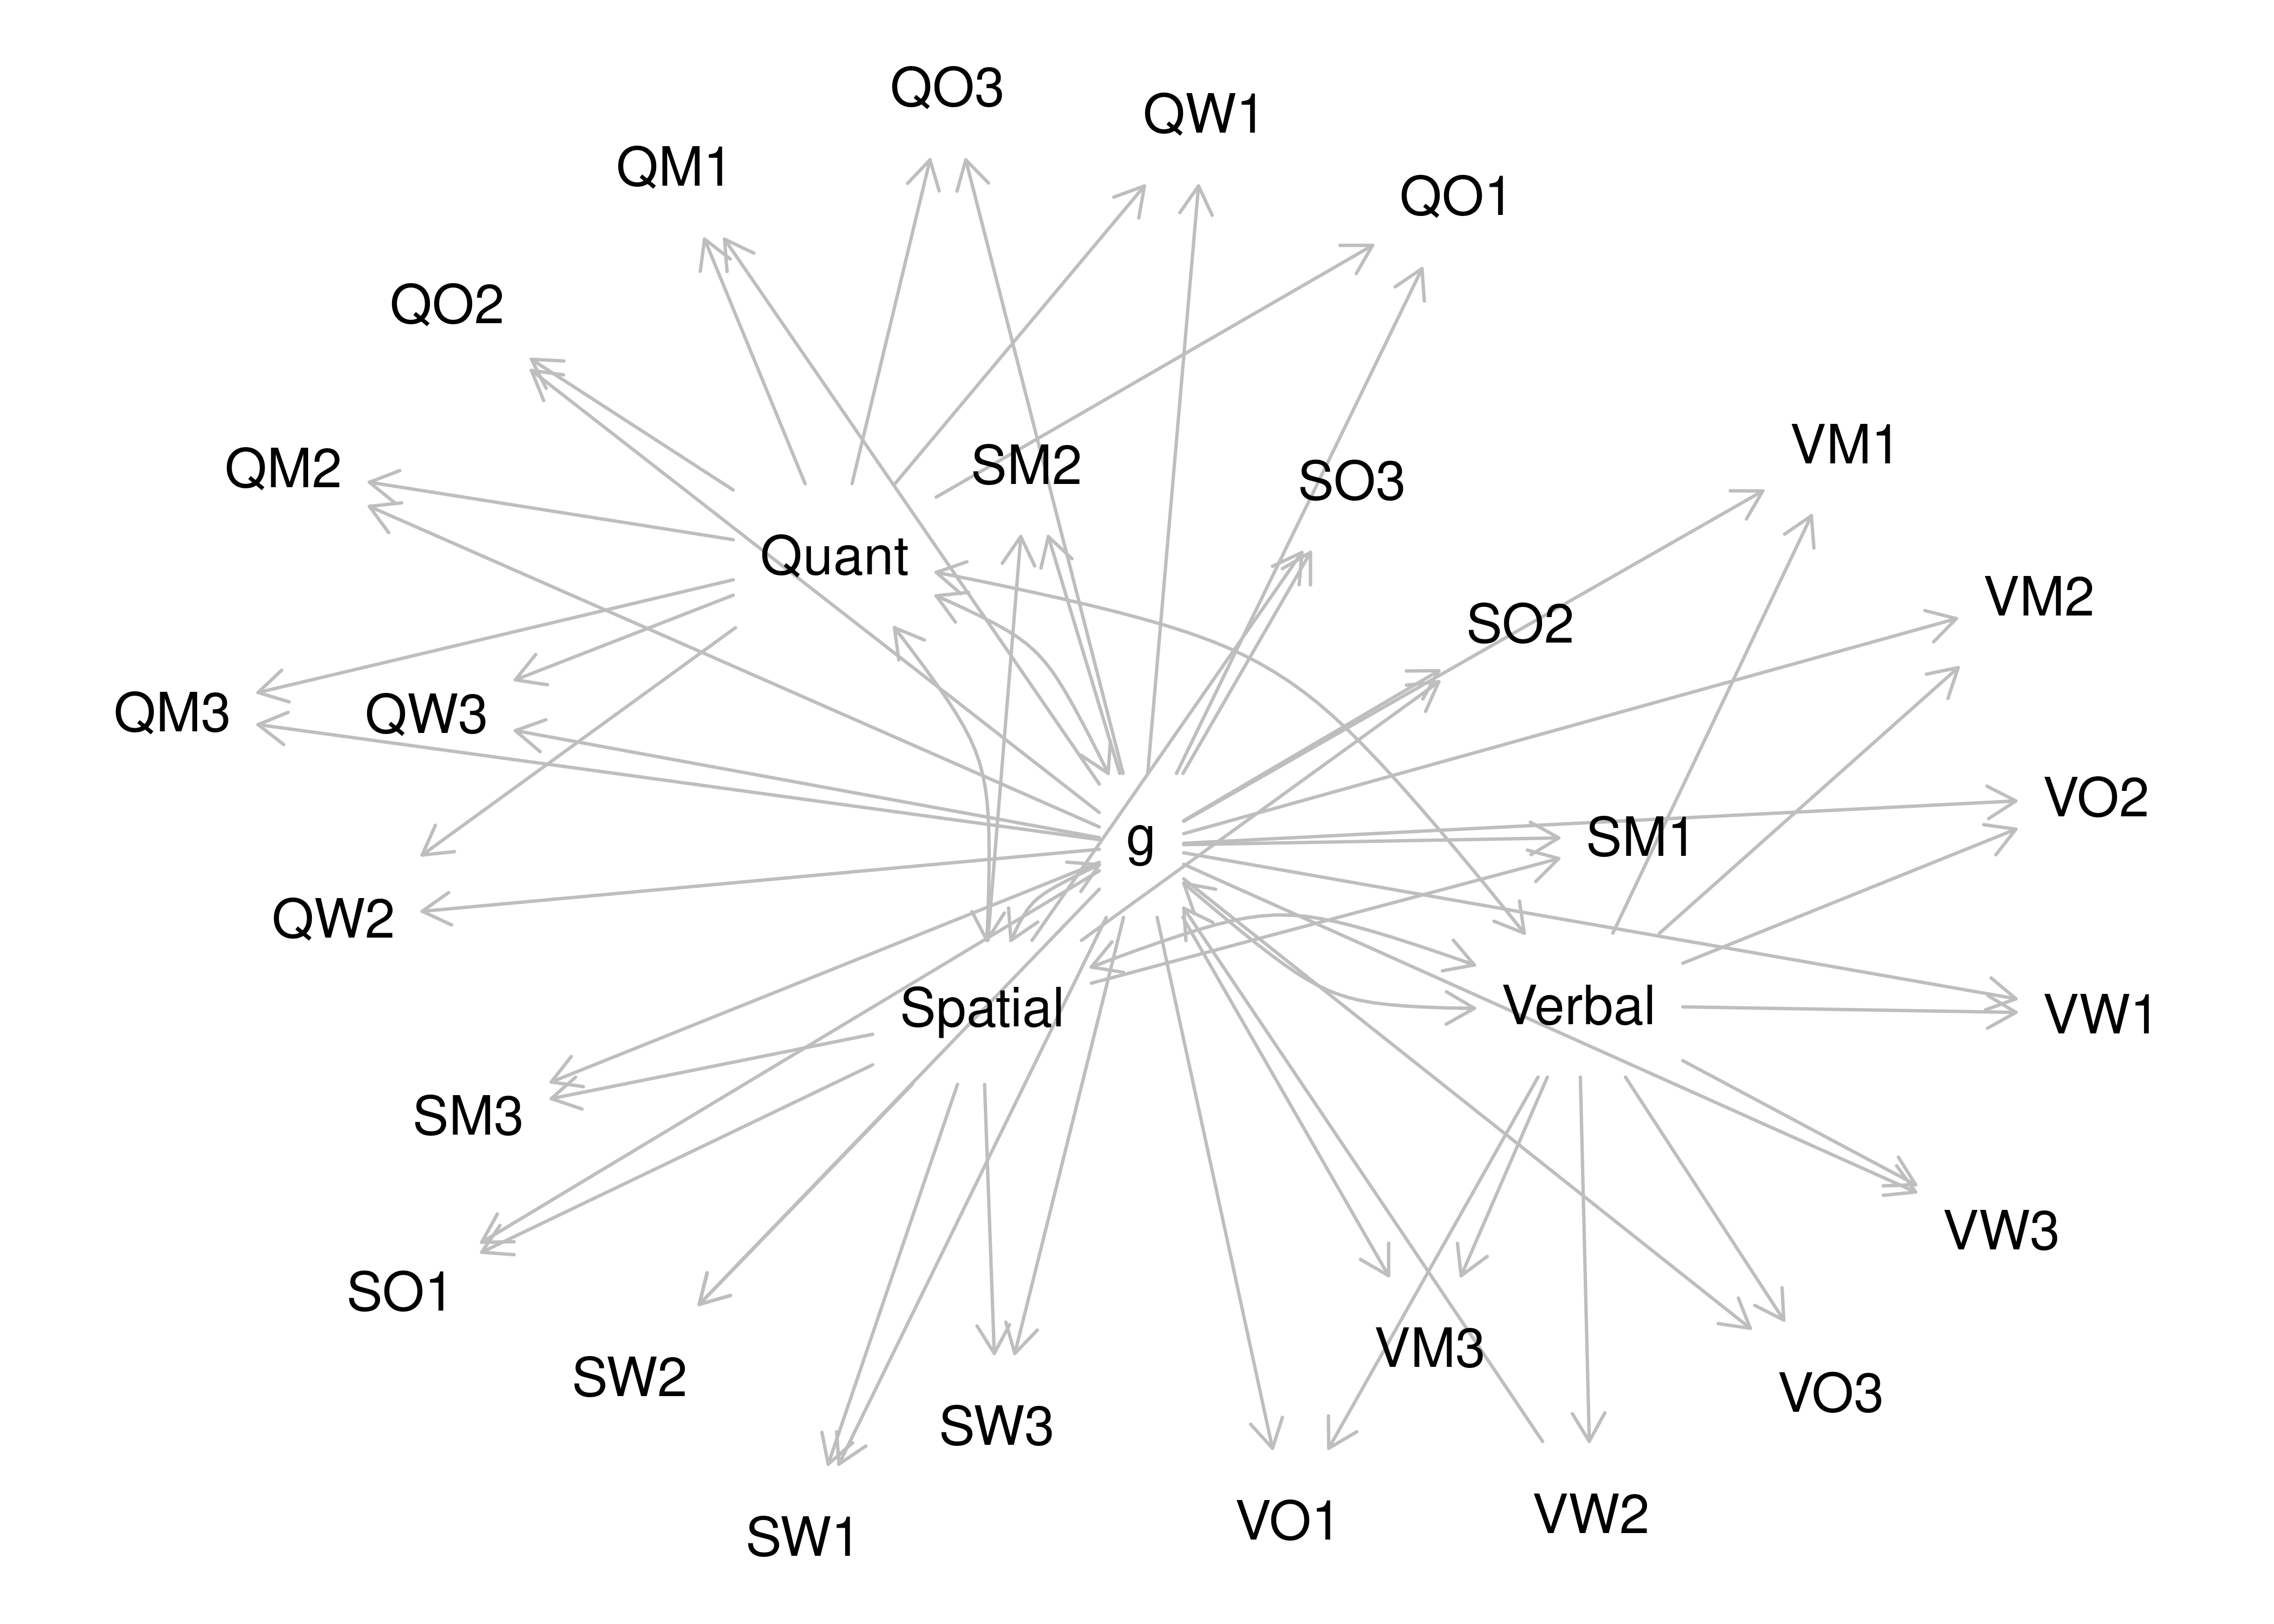 QO3
QW1
QM1
QO1
QO2
VM1
SM2
QM2
SO3
Quant
VM2
SO2
QM3
QW3
VO2
g
SM1
QW2
Spatial
Verbal
VW1
SM3
VW3
SO1
VM3
SW2
VO3
SW3
VW2
VO1
SW1